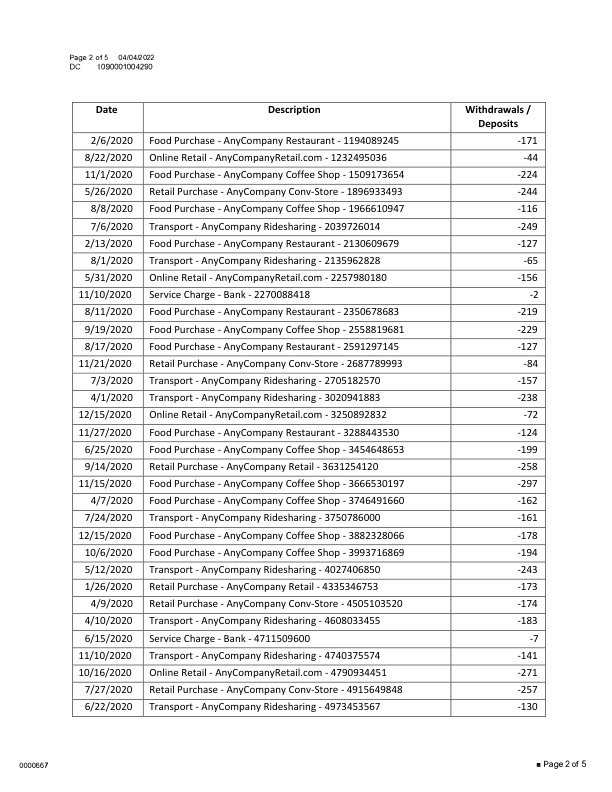 Page 2 of 5 04/04/2022
DC 1090001004290
Date Description Withdrawals / Deposits
2/6/2020 Food Purchase - AnyCompany Restaurant - 1194089245 -171
8/22/2020 Online Retail - AnyCompanyRetail.com - 1232495036 -44
11/1/2020 Food Purchase - AnyCompany Coffee Shop - 1509173654 -224
5/26/2020 Retail Purchase - AnyCompany Conv-Store - 1896933493 -244
8/8/2020 Food Purchase - AnyCompany Coffee Shop - 1966610947 -116
7/6/2020 Transport - AnyCompany Ridesharing - 2039726014 -249
2/13/2020 Food Purchase - AnyCompany Restaurant - 2130609679 -127
8/1/2020 Transport - AnyCompany Ridesharing - 2135962828 -65
5/31/2020 Online Retail - AnyCompanyRetail.com - 2257980180 -156
11/10/2020 Service Charge - Bank - 2270088418 -2
8/11/2020 Food Purchase - AnyCompany Restaurant - 2350678683 -219
9/19/2020 Food Purchase - AnyCompany Coffee Shop - 2558819681 -229
8/17/2020 Food Purchase - AnyCompany Restaurant - 2591297145 -127
11/21/2020 Retail Purchase - AnyCompany Conv-Store - 2687789993 -84
7/3/2020 Transport - AnyCompany Ridesharing - 2705182570 -157
4/1/2020 Transport - AnyCompany Ridesharing - 3020941883 -238
12/15/2020 Online Retail - AnyCompanyRetail.com - 3250892832 -72
11/27/2020 Food Purchase - AnyCompany Restaurant - 3288443530 -124
6/25/2020 Food Purchase - AnyCompany Coffee Shop - 3454648653 -199
9/14/2020 Retail Purchase - AnyCompany Retail - 3631254120 -258
11/15/2020 Food Purchase - AnyCompany Coffee Shop - 3666530197 -297
4/7/2020 Food Purchase - AnyCompany Coffee Shop - 3746491660 -162
7/24/2020 Transport - AnyCompany Ridesharing - 3750786000 -161
12/15/2020 Food Purchase - AnyCompany Coffee Shop - 3882328066 -178
10/6/2020 Food Purchase - AnyCompany Coffee Shop - 3993716869 -194
5/12/2020 Transport - AnyCompany Ridesharing - 4027406850 -243
1/26/2020 Retail Purchase - AnyCompany Retail - 4335346753 -173
4/9/2020 Retail Purchase - AnyCompany Conv-Store - 4505103520 -174
4/10/2020 Transport - AnyCompany Ridesharing - 4608033455 -183
6/15/2020 Service Charge - Bank - 4711509600 -7
11/10/2020 Transport - AnyCompany Ridesharing - 4740375574 -141
10/16/2020 Online Retail - AnyCompanyRetail.com - 4790934451 -271
7/27/2020 Retail Purchase - AnyCompany Conv-Store - 4915649848 -257
6/22/2020 Transport - AnyCompany Ridesharing - 4973453567 -130
0000667 ■ Page 2 of 5